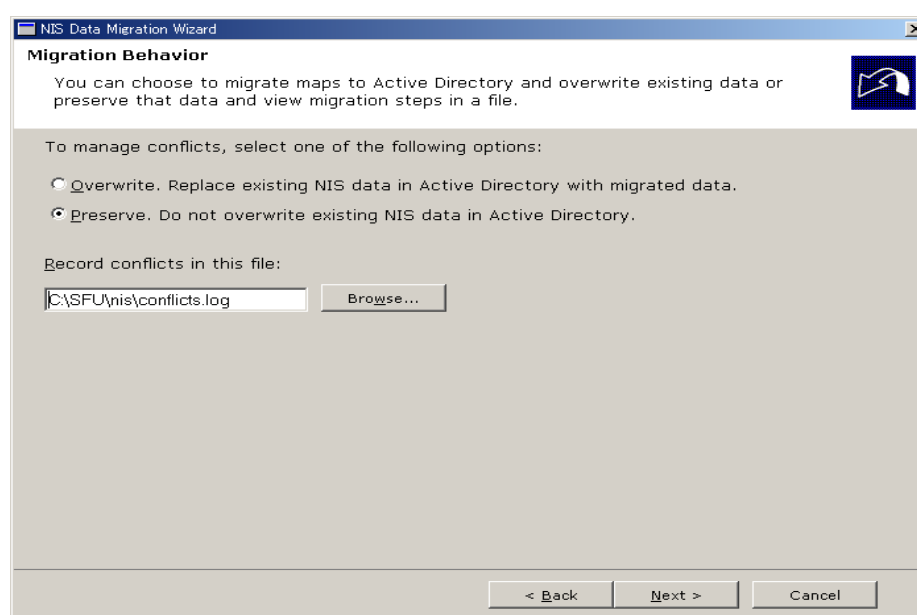 NIS Data Migration Wizard
Migration Behavior
You can choose to migrate maps to Active Directory and overwrite existing data or
preserve that data and view migration steps in a file.
To manage conflicts, select one of the following options:
Overwrite. Replace existing NIS data in Active Directory with migrated data.
Preserve. Do not overwrite existing NIS data in Active Directory.
Record conflicts in this file:
C:\SFU\nis\conflicts.log
Browse...
< Back
Next >
Cancel